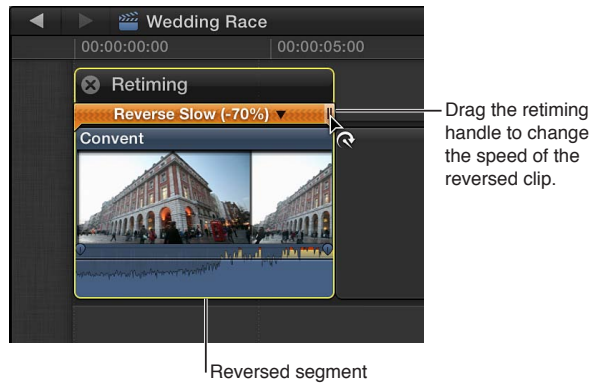 Wedding Race
00:00:00:00
00:00:05:00
Retiming
Reverse Slow (-70%)
Convent
Drag the retiming
handle to change
the speed of the
reversed clip.
Reversed segment